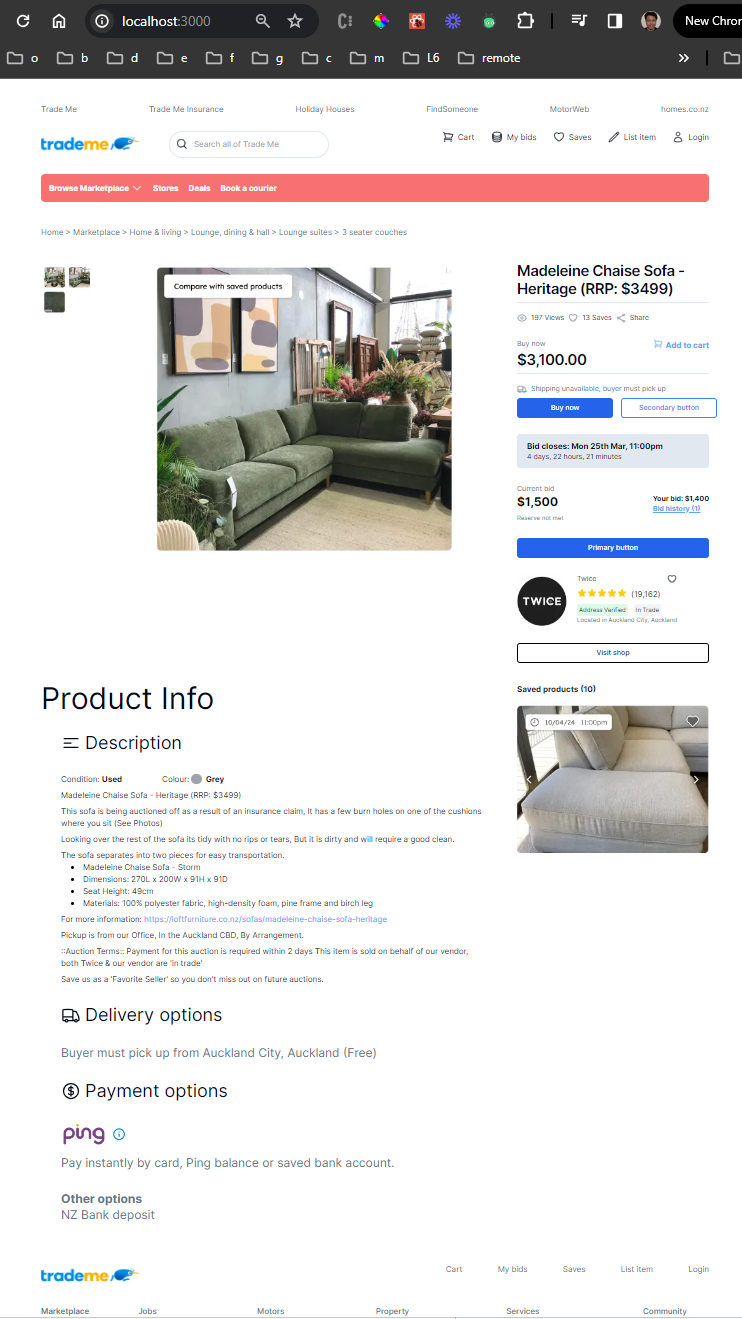 localhost:3000
New Chror
o b d e f g c m L6 remote
Trade Me Trade Me Insurance Holiday Houses FindSomeone MotorWeb homes.co.nz
trademe Search all of Trade Me Cart My bids Saves List item Login
Browse Marketplace Stores Deals Book a courier
Home > Marketplace > Home & living > Lounge, dining & hall > Lounge suites > 3 seater couches
Compare with saved products
Madeleine Chaise Sofa -
Heritage (RRP: $3499)
197 Views 13 Saves Share
Buy now
Add to cart
$3,100.00
Shipping unavailable, buyer must pick up
Buy now Secondary button
Bid closes: Mon 25th Mar, 11:00pm
4 days, 22 hours, 21 minutes
Current bid
$1,500
Your bid: $1,400
Bid history (1)
Reserve not met
Primary button
TWICE
Twice
(19,162)
Address Verified In Trade
Located in Auckland City, Auckland
Visit shop
Saved products (10)
10/04/24 11:00pm
Product Info
Description
Condition: Used Colour: Grey
Madeleine Chaise Sofa - Heritage (RRP: $3499)
This sofa is being auctioned off as a result of an insurance claim, It has a few burn holes on one of the cushions
where you sit (See Photos)
Looking over the rest of the sofa its tidy with no rips or tears, But it is dirty and will require a good clean.
The sofa separates into two pieces for easy transportation.
• Madeleine Chaise Sofa - Storm
• Dimensions: 270L x 200W x 91H x 91D
• Seat Height: 49cm
• Materials: 100% polyester fabric, high-density foam, pine frame and birch leg
For more information: https://loftfurniture.co.nz/sofas/madeleine-chaise-sofa-heritage
Pickup is from our Office, In the Auckland CBD, By Arrangement.
::Auction Terms:: Payment for this auction is required within 2 days This item is sold on behalf of our vendor,
both Twice & our vendor are 'in trade'
Save us as a 'Favorite Seller' so you don't miss out on future auctions.
Delivery options
Buyer must pick up from Auckland City, Auckland (Free)
Payment options
ping
Pay instantly by card, Ping balance or saved bank account.
Other options
NZ Bank deposit
trademe Cart My bids Saves List item Login
Marketplace Jobs Motors Property Services Community